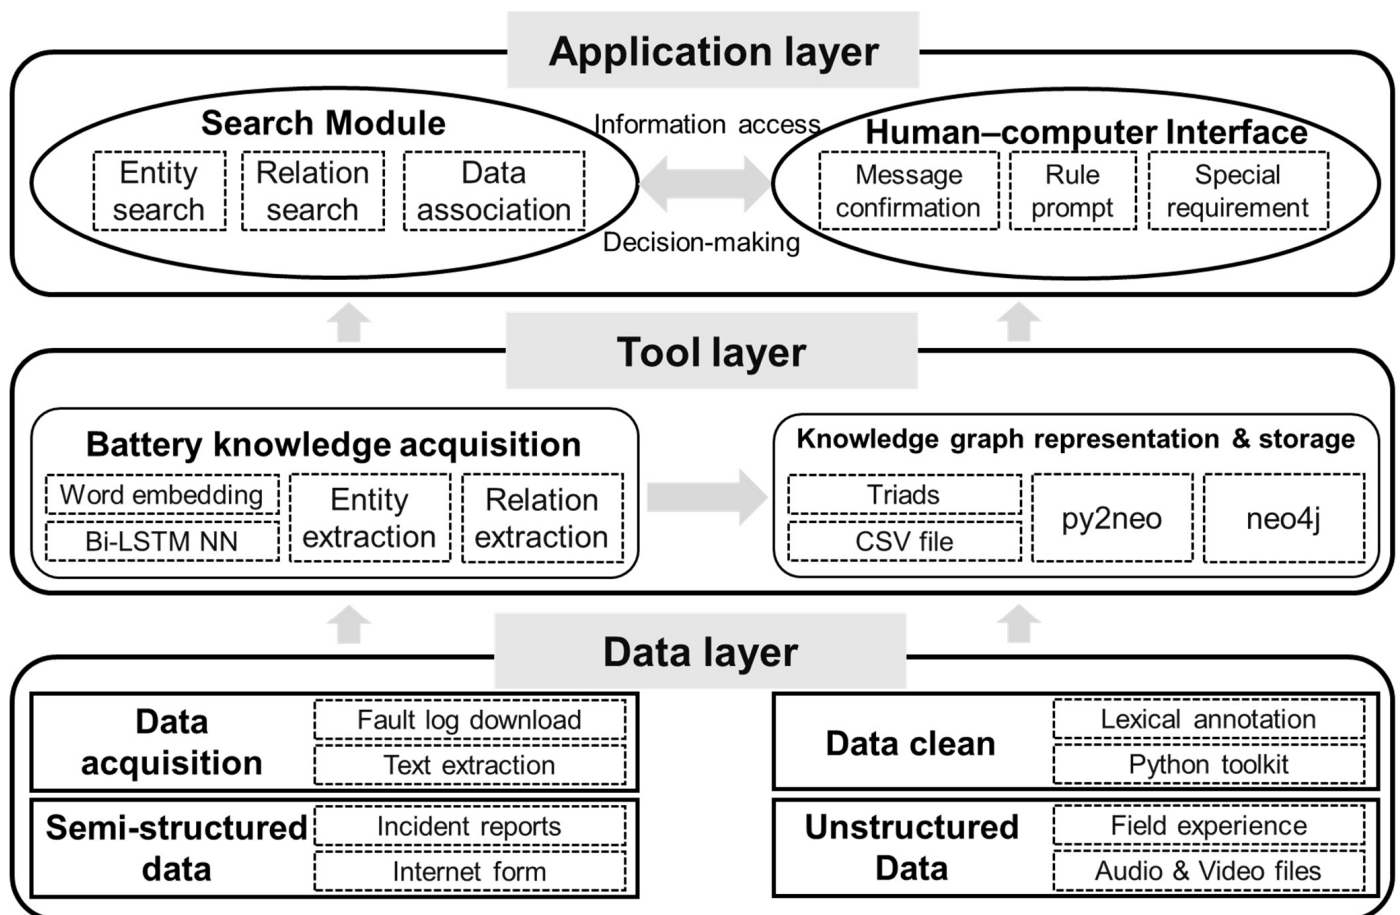 Application layer
Search Module
Entity
search
Relation
search
Data
association
Information access
Decision-making
Human–computer Interface
Message
confirmation
Rule
prompt
Special
requirement
Tool layer
Battery knowledge acquisition
Word embedding
Bi-LSTM NN
Entity
extraction
Relation
extraction
Knowledge graph representation & storage
Triads
CSV file
py2neo
neo4j
Data layer
Data
acquisition
Fault log download
Text extraction
Data clean
Lexical annotation
Python toolkit
Semi-structured
data
Incident reports
Internet form
Unstructured
Data
Field experience
Audio & Video files